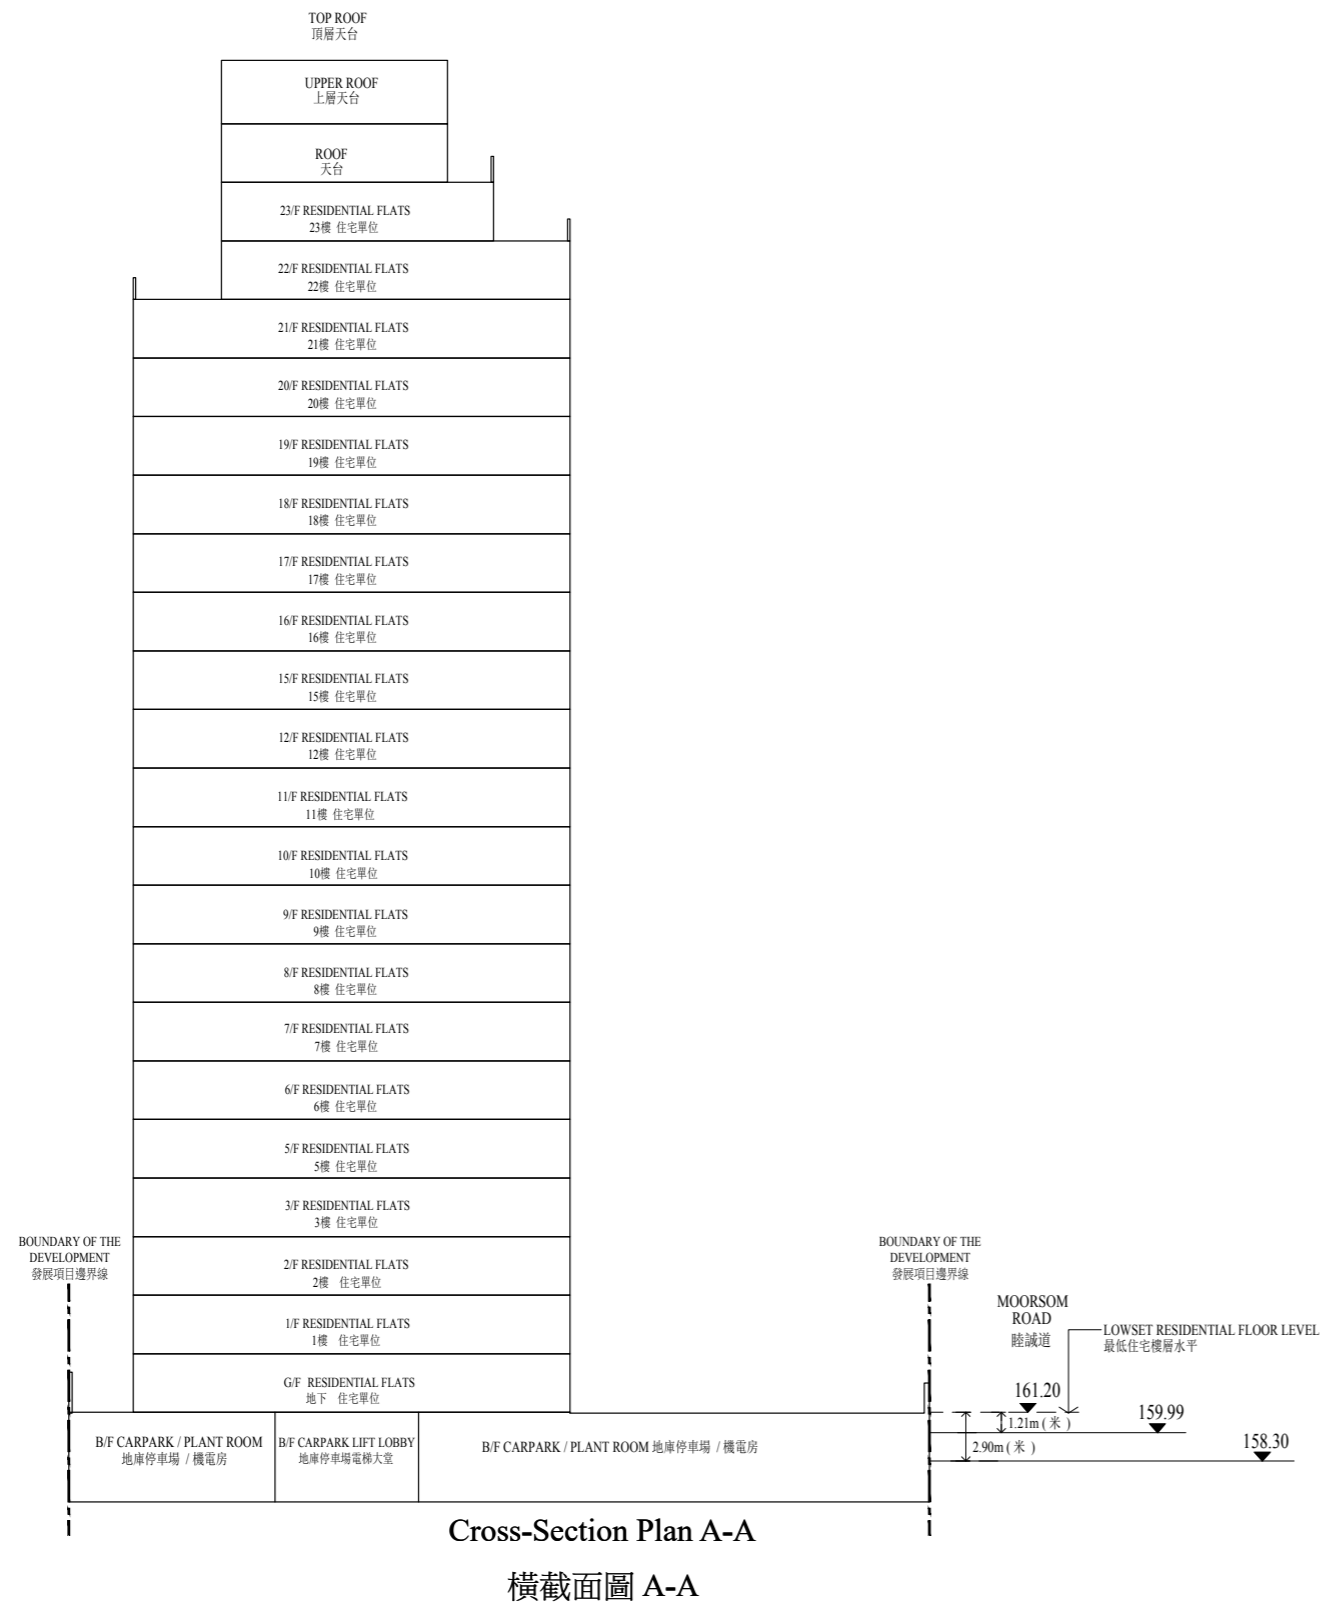 TOP ROOF
頂層天台
UPPER ROOF
上層天台
ROOF
天台
23/F RESIDENTIAL FLATS
23樓 住宅單位
22/F RESIDENTIAL FLATS
22樓 住宅單位
21/F RESIDENTIAL FLATS
21樓 住宅單位
20/F RESIDENTIAL FLATS
20樓 住宅單位
19/F RESIDENTIAL FLATS
19樓 住宅單位
18/F RESIDENTIAL FLATS
18樓 住宅單位
17/F RESIDENTIAL FLATS
17樓 住宅單位
16/F RESIDENTIAL FLATS
16樓 住宅單位
15/F RESIDENTIAL FLATS
15樓 住宅單位
12/F RESIDENTIAL FLATS
12樓 住宅單位
11/F RESIDENTIAL FLATS
11樓 住宅單位
10/F RESIDENTIAL FLATS
10樓 住宅單位
9/F RESIDENTIAL FLATS
9樓 住宅單位
8/F RESIDENTIAL FLATS
8樓 住宅單位
7/F RESIDENTIAL FLATS
7樓 住宅單位
6/F RESIDENTIAL FLATS
6樓 住宅單位
5/F RESIDENTIAL FLATS
5樓 住宅單位
3/F RESIDENTIAL FLATS
3樓 住宅單位
2/F RESIDENTIAL FLATS
2樓 住宅單位
1/F RESIDENTIAL FLATS
1樓 住宅單位
G/F RESIDENTIAL FLATS
地下 住宅單位
BOUNDARY OF THE
DEVELOPMENT
發展項目邊界線
BOUNDARY OF THE
DEVELOPMENT
發展項目邊界線
MOORSOM
ROAD
睦誠道
LOWSET RESIDENTIAL FLOOR LEVEL
最低住宅樓層水平
161.20
159.99
158.30
1.21m ( 米 )
2.90m ( 米 )
B/F CARPARK / PLANT ROOM
地庫停車場 / 機電房
B/F CARPARK LIFT LOBBY
地庫停車場電梯大堂
B/F CARPARK / PLANT ROOM 地庫停車場 / 機電房
Cross-Section Plan A-A
橫截面圖 A-A